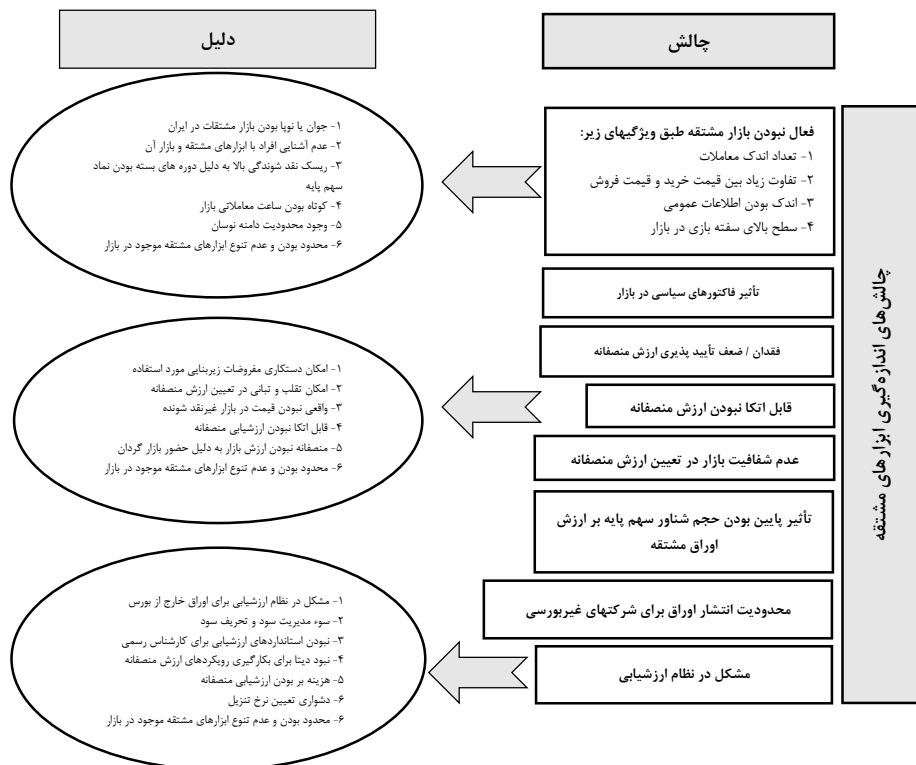 چالش
دلیل
چالش‌های اندازه‌گیری ابزارهای مشتقه
فعال نبودن بازار مشتقه طبق ویژگیهای زیر:
۱- تعداد اندک معاملات
۲- تفاوت زیاد بین قیمت خرید و قیمت فروش
۳- اندک بودن اطلاعات عمومی
۴- سطح بالای سفته بازی در بازار
تأثیر فاکتورهای سیاسی در بازار
فقدان / ضعف تأیید پذیری ارزش منصفانه
قابل اتکا نبودن ارزش منصفانه
عدم شفافیت بازار در تعیین ارزش منصفانه
تأثیر پایین بودن حجم شناور سهم پایه بر ارزش
اوراق مشتقه
محدودیت انتشار اوراق برای شرکتهای غیربورسی
مشکل در نظام ارزشیابی
۱- جوان یا نوپا بودن بازار مشتقات در ایران
۲- عدم آشنایی افراد با ابزارهای مشتقه و بازار آن
۳- ریسک نقد شوندگی بالا به دلیل دوره های بسته بودن نماد
سهم پایه
۴- کوتاه بودن ساعت معاملاتی بازار
۵- وجود محدودیت دامنه نوسان
۶- محدود بودن و عدم تنوع ابزارهای مشتقه موجود در بازار
۱- امکان دستکاری مفروضات زیربنایی مورد استفاده
۲- امکان تقلب و تبانی در تعیین ارزش منصفانه
۳- واقعی نبودن قیمت در بازار غیرنقد شونده
۴- قابل اتکا نبودن ارزشیابی منصفانه
۵- منصفانه نبودن ارزش بازار به دلیل حضور بازار گردان
۶- محدود بودن و عدم تنوع ابزارهای مشتقه موجود در بازار
۱- مشکل در نظام ارزشیابی برای اوراق خارج از بورس
۲- سوء مدیریت سود و تحریف سود
۳- نبودن استانداردهای ارزشیابی برای کارشناس رسمی
۴- نبود دیتا برای بکارگیری رویکردهای ارزش منصفانه
۵- هزینه بر بودن ارزشیابی منصفانه
۶- دشواری تعیین نرخ تنزیل
۶- محدود بودن و عدم تنوع ابزارهای مشتقه موجود در بازار